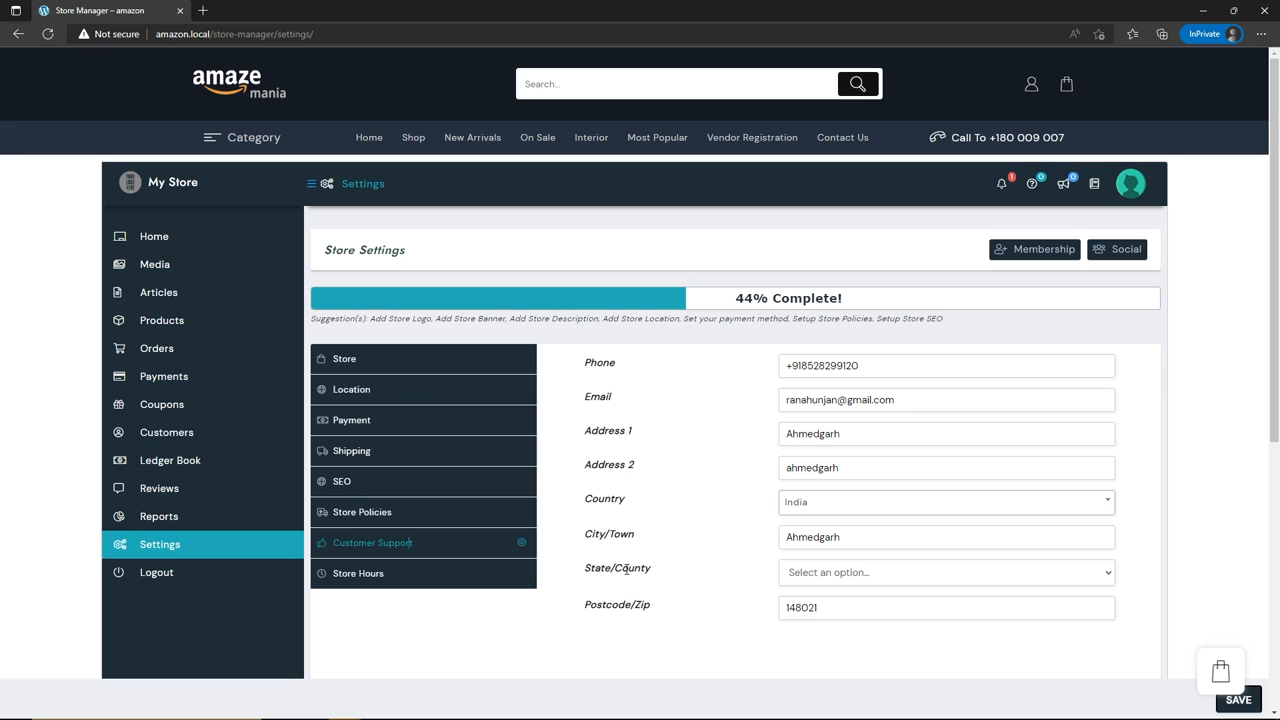 Store Manager – amazon
Not secure
amazon.local/store-manager/settings/
InPrivate
amaze
mania
Search...
Category
Home
Shop
New Arrivals
On Sale
Interior
Most Popular
Vendor Registration
Contact Us
Call To +180 009 007
My Store
Settings
1
0
0
Home
Media
Articles
Products
Orders
Payments
Coupons
Customers
Ledger Book
Reviews
Reports
Settings
Logout
Store Settings
Membership
Social
44% Complete!
Suggestion(s): Add Store Logo, Add Store Banner, Add Store Description, Add Store Location, Set your payment method, Setup Store Policies, Setup Store SEO
Store
Location
Payment
Shipping
SEO
Store Policies
Customer Support
Store Hours
Phone
+918528299120
Email
ranahunjan@gmail.com
Address 1
Ahmedgarh
Address 2
ahmedgarh
Country
India
City/Town
Ahmedgarh
State/County
Select an option...
Postcode/Zip
148021
SAVE